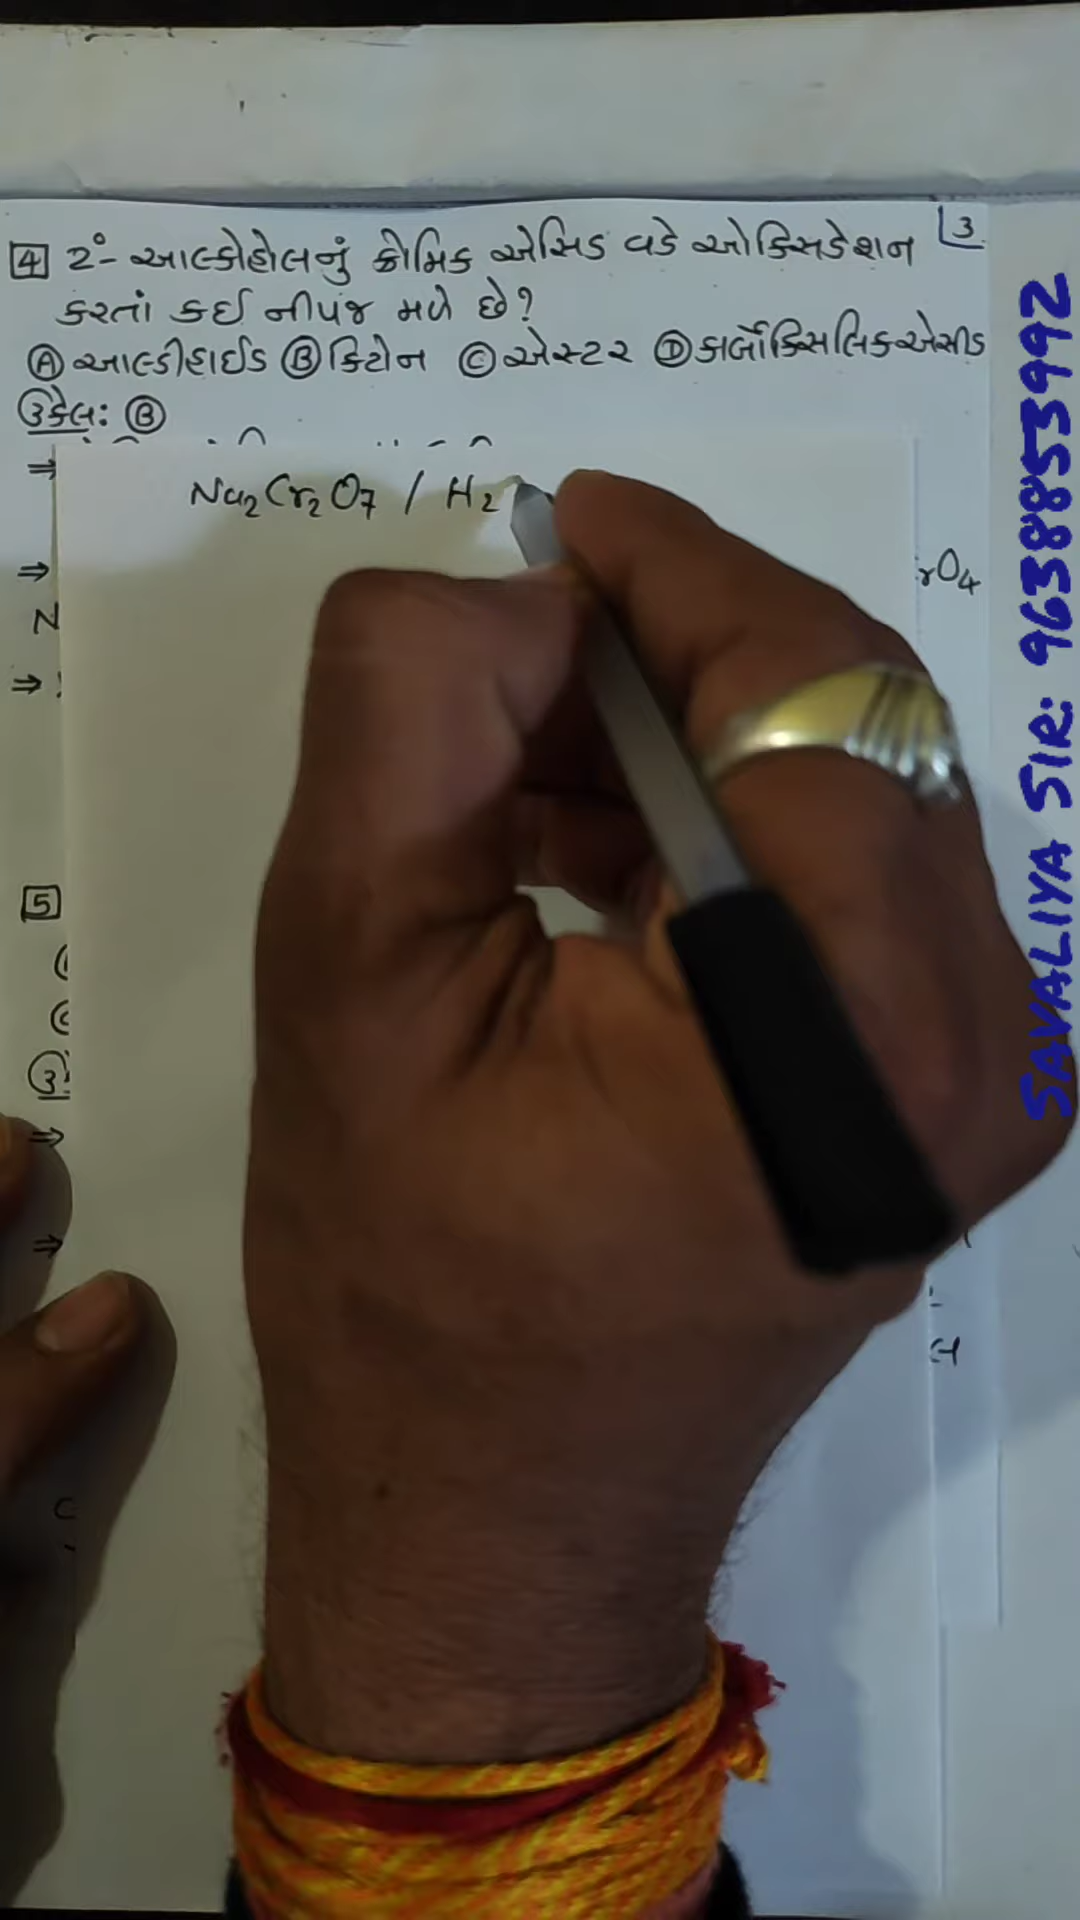 3
4 2°- આલ્કોહોલનું ક્રોમિક એસિડ વડે ઓક્સિડેશન
કરતાં કઈ નીપજ મળે છે?
Ⓐ આલ્ડીહાઈડ Ⓑ કિટોન Ⓒ એસ્ટર Ⓓ કાર્બોક્સિલિક એસીડ
ઉકેલ: Ⓑ
⇒
Na₂Cr₂O₇ / H₂
⇒ rO₄
N
⇒
5
⇒
⇒
લ
C
SAVALIYA SIR: 9638853992